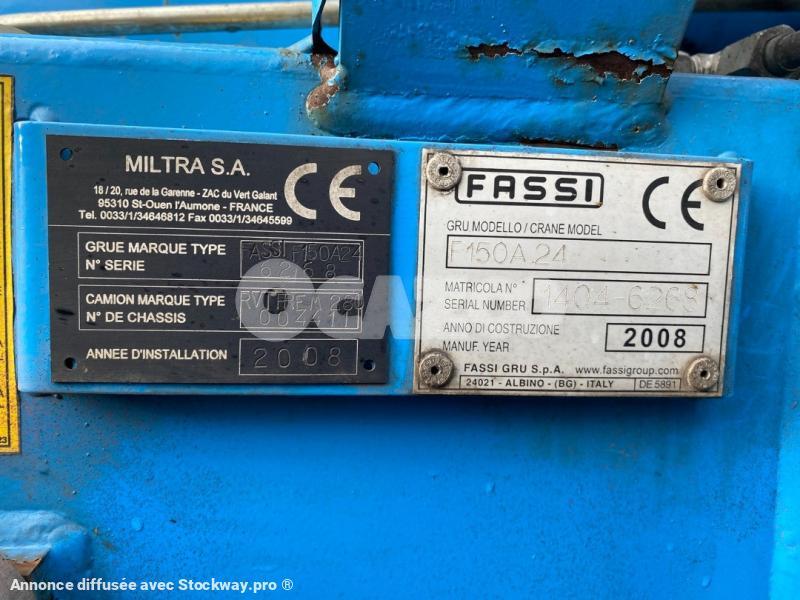 MILTRA S.A.
CE
18 / 20, rue de la Garenne - ZAC du Vert Galant
95310 St-Ouen l'Aumone - FRANCE
Tel. 0033/1/34646812 Fax 0033/1/34645599
GRUE MARQUE TYPE FASSI F150A24
N° SERIE 6268
CAMION MARQUE TYPE
N° DE CHASSIS
ANNEE D'INSTALLATION 2008
FASSI
CE
GRU MODELLO / CRANE MODEL
F150A.24
MATRICOLA N°
SERIAL NUMBER 1404-6268
ANNO DI COSTRUZIONE
MANUF. YEAR 2008
FASSI GRU S.p.A. www.fassigroup.com
24021 - ALBINO - (BG) - ITALY DE 5891
23
Annonce diffusée avec Stockway.pro ®